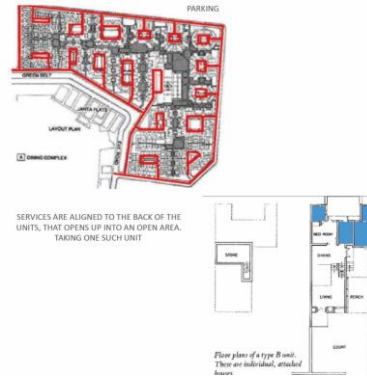 PARKING
GREEN BELT
JANTA FLATS
LAYOUT PLAN
A DINING COMPLEX
SERVICES ARE ALIGNED TO THE BACK OF THE
UNITS, THAT OPENS UP INTO AN OPEN AREA.
TAKING ONE SUCH UNIT
BED ROOM
STORE
DINING
LIVING
PORCH
COURT
Floor plans of a type B unit.
These are individual, attached
houses